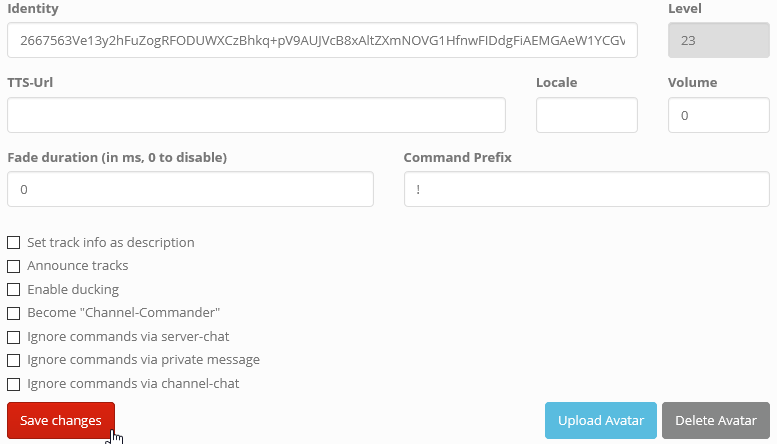 Identity
Level
2667563Ve13y2hFuZogRFODUWXCzBhkq+pV9AUJVcB8xAltZXmNOVG1HfnwFIDdgFiAEMGAeW1YCGV
23
TTS-Url
Locale
Volume
0
Fade duration (in ms, 0 to disable)
Command Prefix
0
!
Set track info as description
Announce tracks
Enable ducking
Become "Channel-Commander"
Ignore commands via server-chat
Ignore commands via private message
Ignore commands via channel-chat
Save changes
Upload Avatar
Delete Avatar